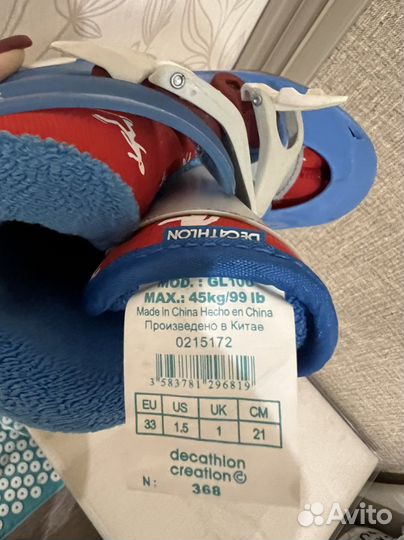 DECATHLON
MOD. : GL100
MAX.: 45kg/99 lb
Made in China Hecho en China
Произведено в Китае
0215172
3 583781 296819
EU US UK CM
33 1.5 1 21
decathlon
creation©
N: 368
Avito